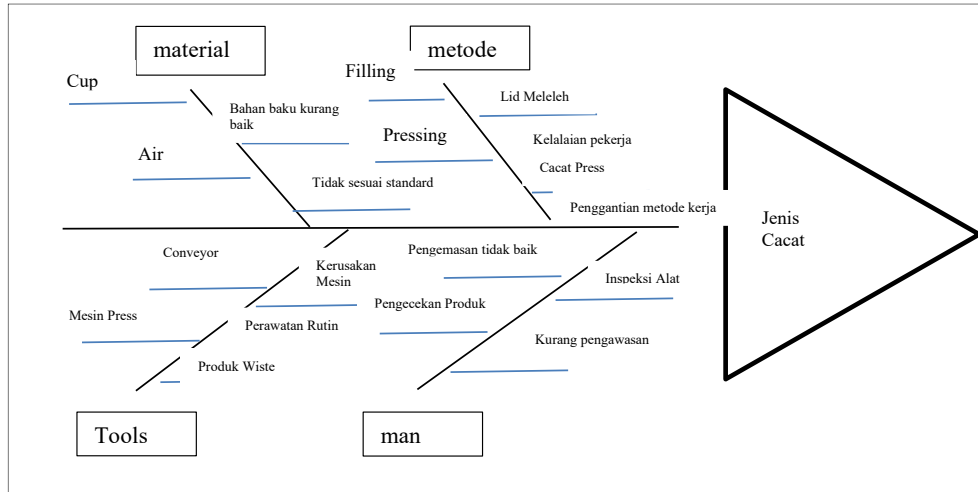 material
metode
Cup
Filling
Lid Meleleh
Bahan baku kurang
baik
Pressing
Kelalaian pekerja
Air
Cacat Press
Tidak sesuai standard
Penggantian metode kerja
Jenis
Cacat
Conveyor
Kerusakan
Mesin
Pengemasan tidak baik
Inspeksi Alat
Mesin Press
Perawatan Rutin
Pengecekan Produk
Kurang pengawasan
Produk Wiste
Tools
man